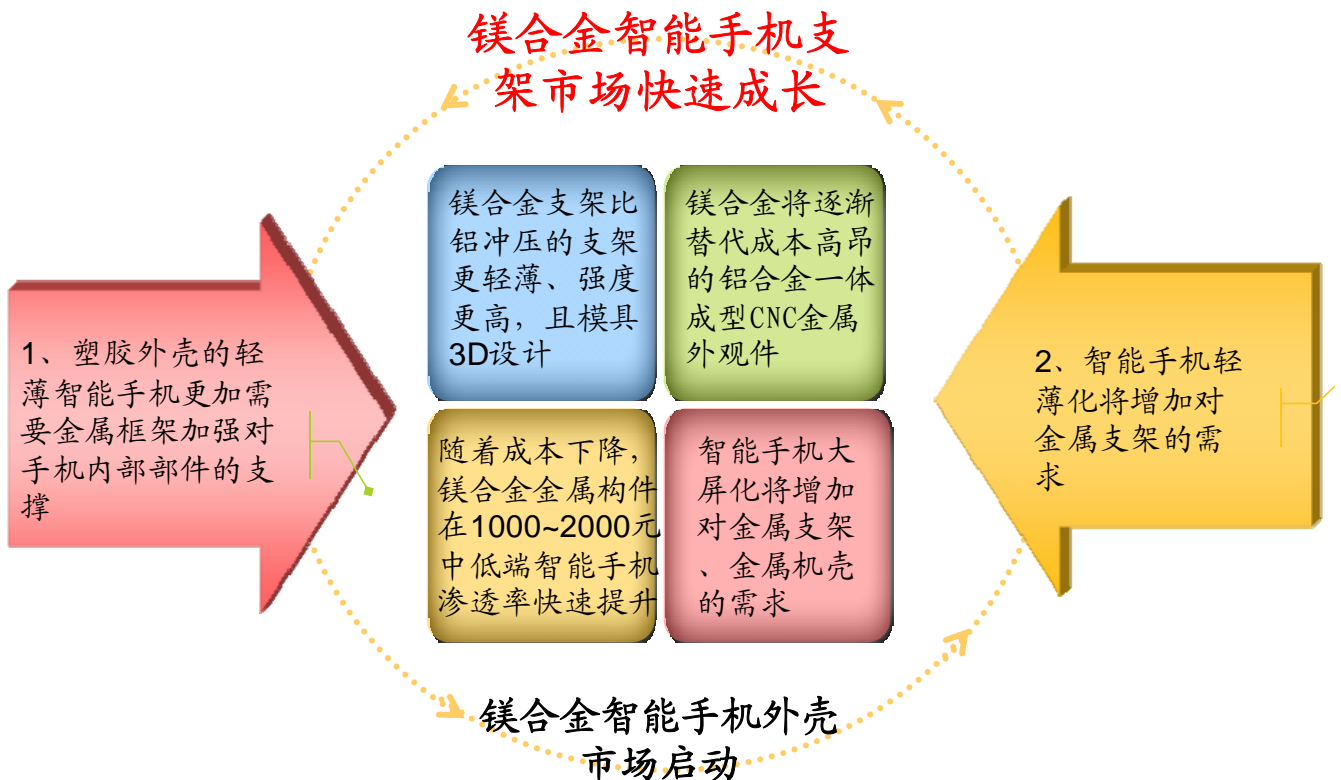 镁合金智能手机支
架市场快速成长
1、塑胶外壳的轻
薄智能手机更加需
要金属框架加强对
手机内部部件的支
撑
镁合金支架比
铝冲压的支架
更轻薄、强度
更高，且模具
3D设计
镁合金将逐渐
替代成本高昂
的铝合金一体
成型CNC金属
外观件
随着成本下降，
镁合金金属构件
在1000~2000元
中低端智能手机
渗透率快速提升
智能手机大
屏化将增加
对金属支架
、金属机壳
的需求
2、智能手机轻
薄化将增加对
金属支架的需
求
镁合金智能手机外壳
市场启动